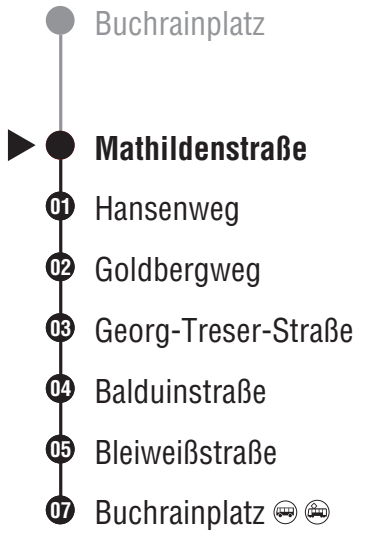 Buchrainplatz
Mathildenstraße
01 Hansenweg
02 Goldbergweg
03 Georg-Treser-Straße
04 Balduinstraße
05 Bleiweißstraße
07 Buchrainplatz